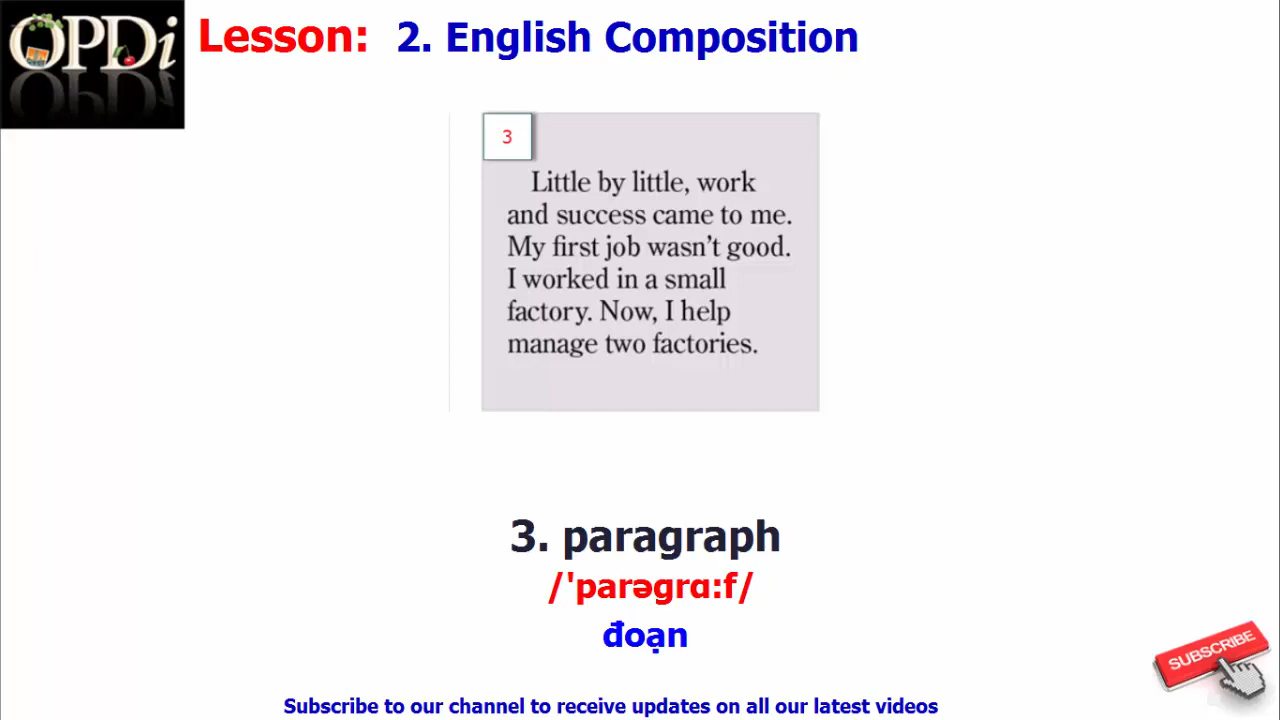 OPDi
Lesson: 2. English Composition
3
Little by little, work
and success came to me.
My first job wasn't good.
I worked in a small
factory. Now, I help
manage two factories.
3. paragraph
/ˈparəɡrɑːf/
đoạn
SUBSCRIBE
Subscribe to our channel to receive updates on all our latest videos